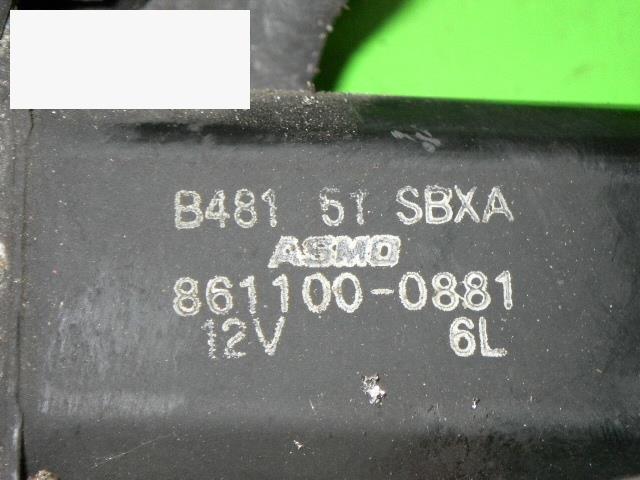 B481 51 SBXA
ASMO
861100-0881
12V 6L